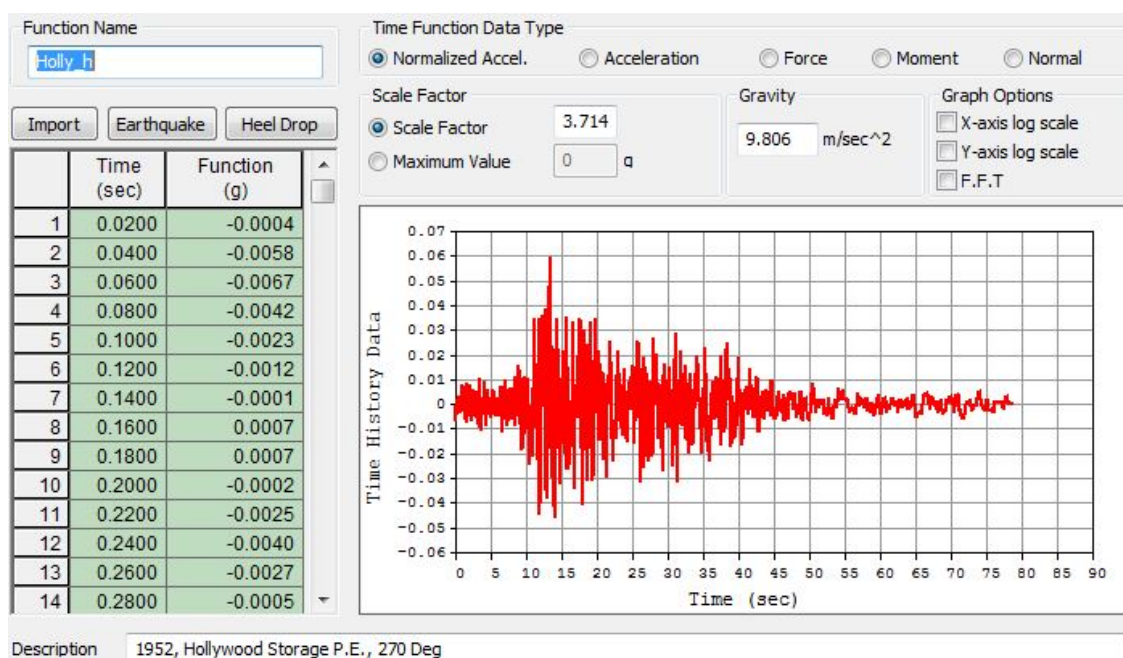 Function Name
Holly_h
Time Function Data Type
Normalized Accel. Acceleration Force Moment Normal
Import Earthquake Heel Drop
Scale Factor
Scale Factor 3.714
Maximum Value 0 g
Gravity
9.806 m/sec^2
Graph Options
X-axis log scale
Y-axis log scale
F.F.T
Time (sec) Function (g)
1 0.0200 -0.0004
2 0.0400 -0.0058
3 0.0600 -0.0067
4 0.0800 -0.0042
5 0.1000 -0.0023
6 0.1200 -0.0012
7 0.1400 -0.0001
8 0.1600 0.0007
9 0.1800 0.0007
10 0.2000 -0.0002
11 0.2200 -0.0025
12 0.2400 -0.0040
13 0.2600 -0.0027
14 0.2800 -0.0005
Time History Data
0.07
0.06
0.05
0.04
0.03
0.02
0.01
0
-0.01
-0.02
-0.03
-0.04
-0.05
-0.06
0 5 10 15 20 25 30 35 40 45 50 55 60 65 70 75 80 85 90
Time (sec)
Description 1952, Hollywood Storage P.E., 270 Deg